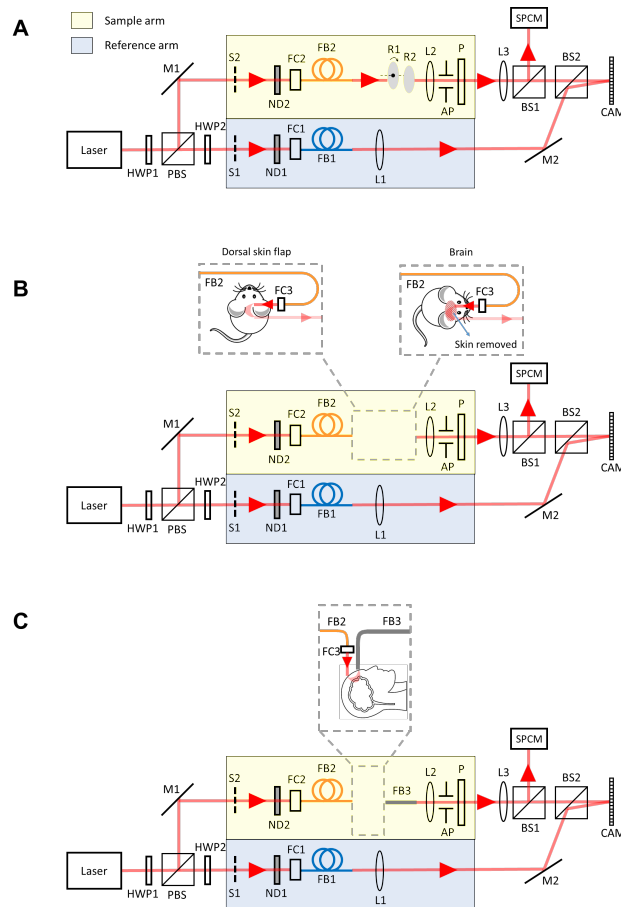 A
Sample arm
Reference arm
SPCM
M1
S2
FB2
R1
R2
L2
P
L3
BS2
FC2
ND2
AP
BS1
CAM
Laser
HWP2
FC1
HWP1
PBS
S1
ND1
FB1
L1
M2
B
Dorsal skin flap
Brain
FB2
FC3
FB2
FC3
Skin removed
SPCM
M1
S2
FB2
L2
P
L3
BS2
FC2
ND2
AP
BS1
CAM
Laser
HWP2
FC1
HWP1
PBS
S1
ND1
FB1
L1
M2
C
FB2
FB3
FC3
SPCM
M1
S2
FB2
L2
P
L3
BS2
FC2
FB3
ND2
AP
BS1
CAM
Laser
HWP2
FC1
HWP1
PBS
S1
ND1
FB1
L1
M2